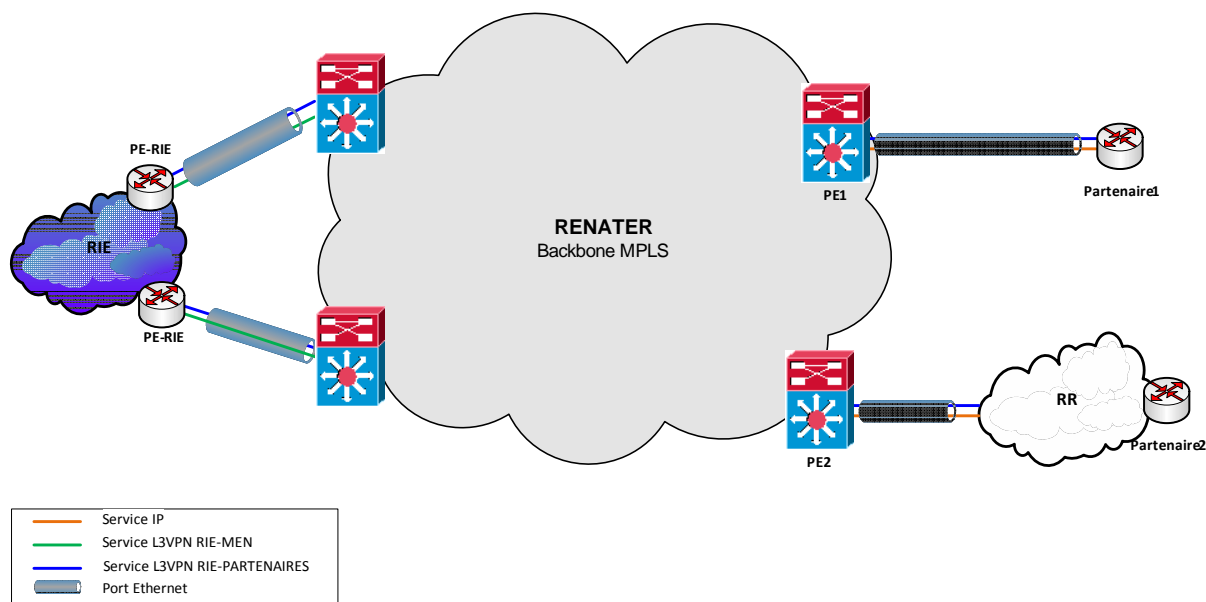 PE-RIE
RIE
PE-RIE
RENATER
Backbone MPLS
PE1
Partenaire1
PE2
RR
Partenaire2
Service IP
Service L3VPN RIE-MEN
Service L3VPN RIE-PARTENAIRES
Port Ethernet